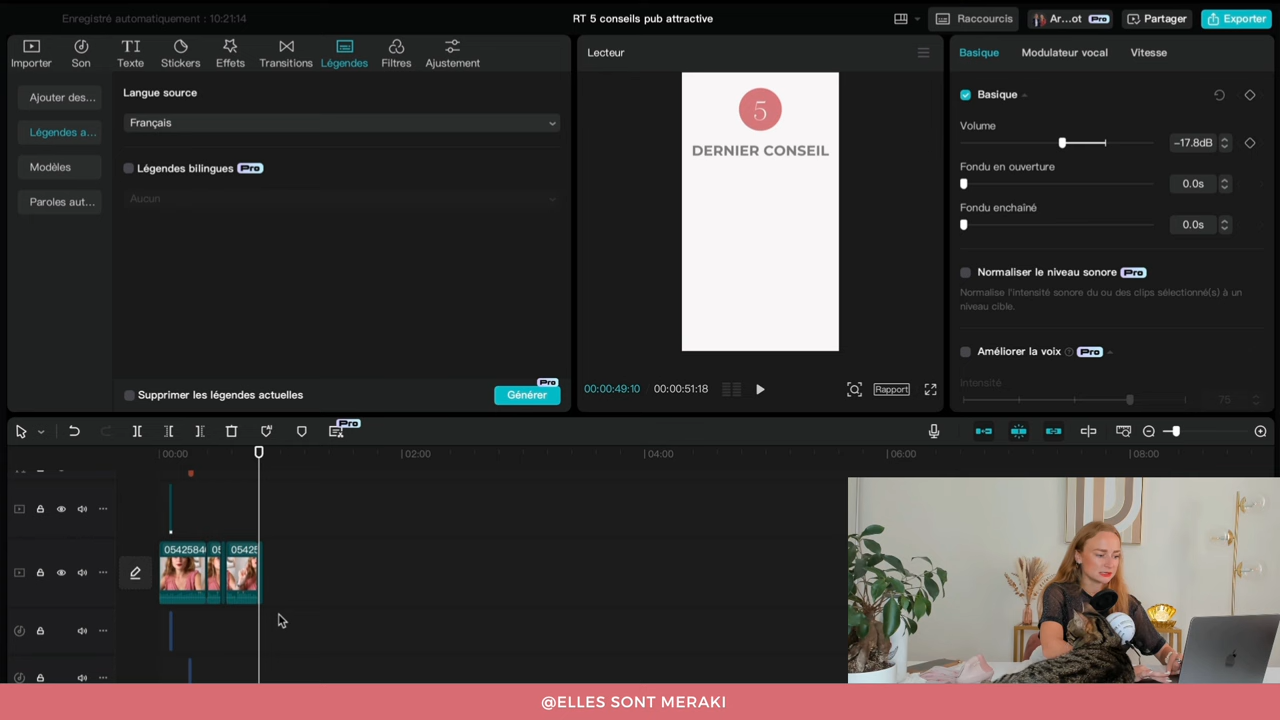 Enregistré automatiquement : 10:21:14
RT 5 conseils pub attractive
Raccourcis
Ar...ot Pro
Partager
Exporter
Importer
Son
Texte
Stickers
Effets
Transitions
Légendes
Filtres
Ajustement
Ajouter des...
Légendes a...
Modèles
Paroles aut...
Langue source
Français
Légendes bilingues Pro
Aucun
Supprimer les légendes actuelles
Pro
Générer
Lecteur
5
DERNIER CONSEIL
00:00:49:10
00:00:51:18
Rapport
Basique
Modulateur vocal
Vitesse
Basique
Volume
-17.8dB
Fondu en ouverture
0.0s
Fondu enchaîné
0.0s
Normaliser le niveau sonore Pro
Normalise l'intensité sonore du ou des clips sélectionné(s) à un
niveau cible.
Améliorer la voix Pro
Intensité
75
Pro
00:00
02:00
04:00
06:00
08:00
05425846
05
05425
@ELLES SONT MERAKI